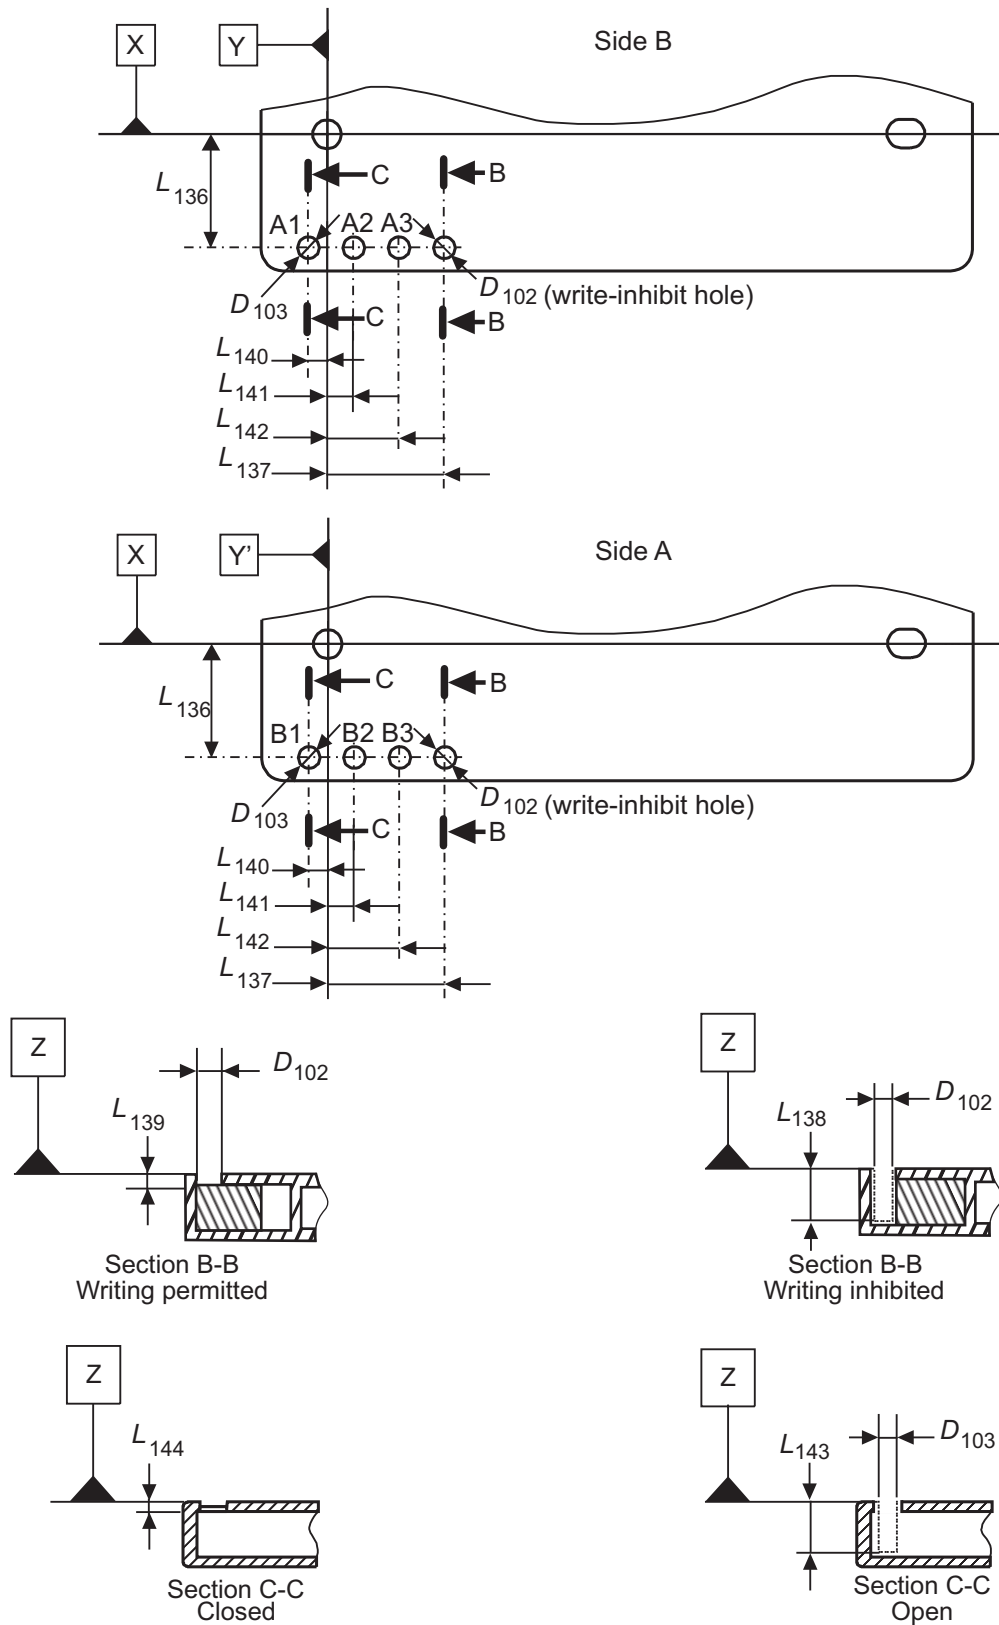 X
Y
Side B
L136
C
B
A1 A2 A3
D103
D102 (write-inhibit hole)
C
B
L140
L141
L142
L137
X
Y'
Side A
L136
C
B
B1 B2 B3
D103
D102 (write-inhibit hole)
C
B
L140
L141
L142
L137
Z
D102
L139
Section B-B
Writing permitted
Z
D102
L138
Section B-B
Writing inhibited
Z
L144
Section C-C
Closed
Z
D103
L143
Section C-C
Open